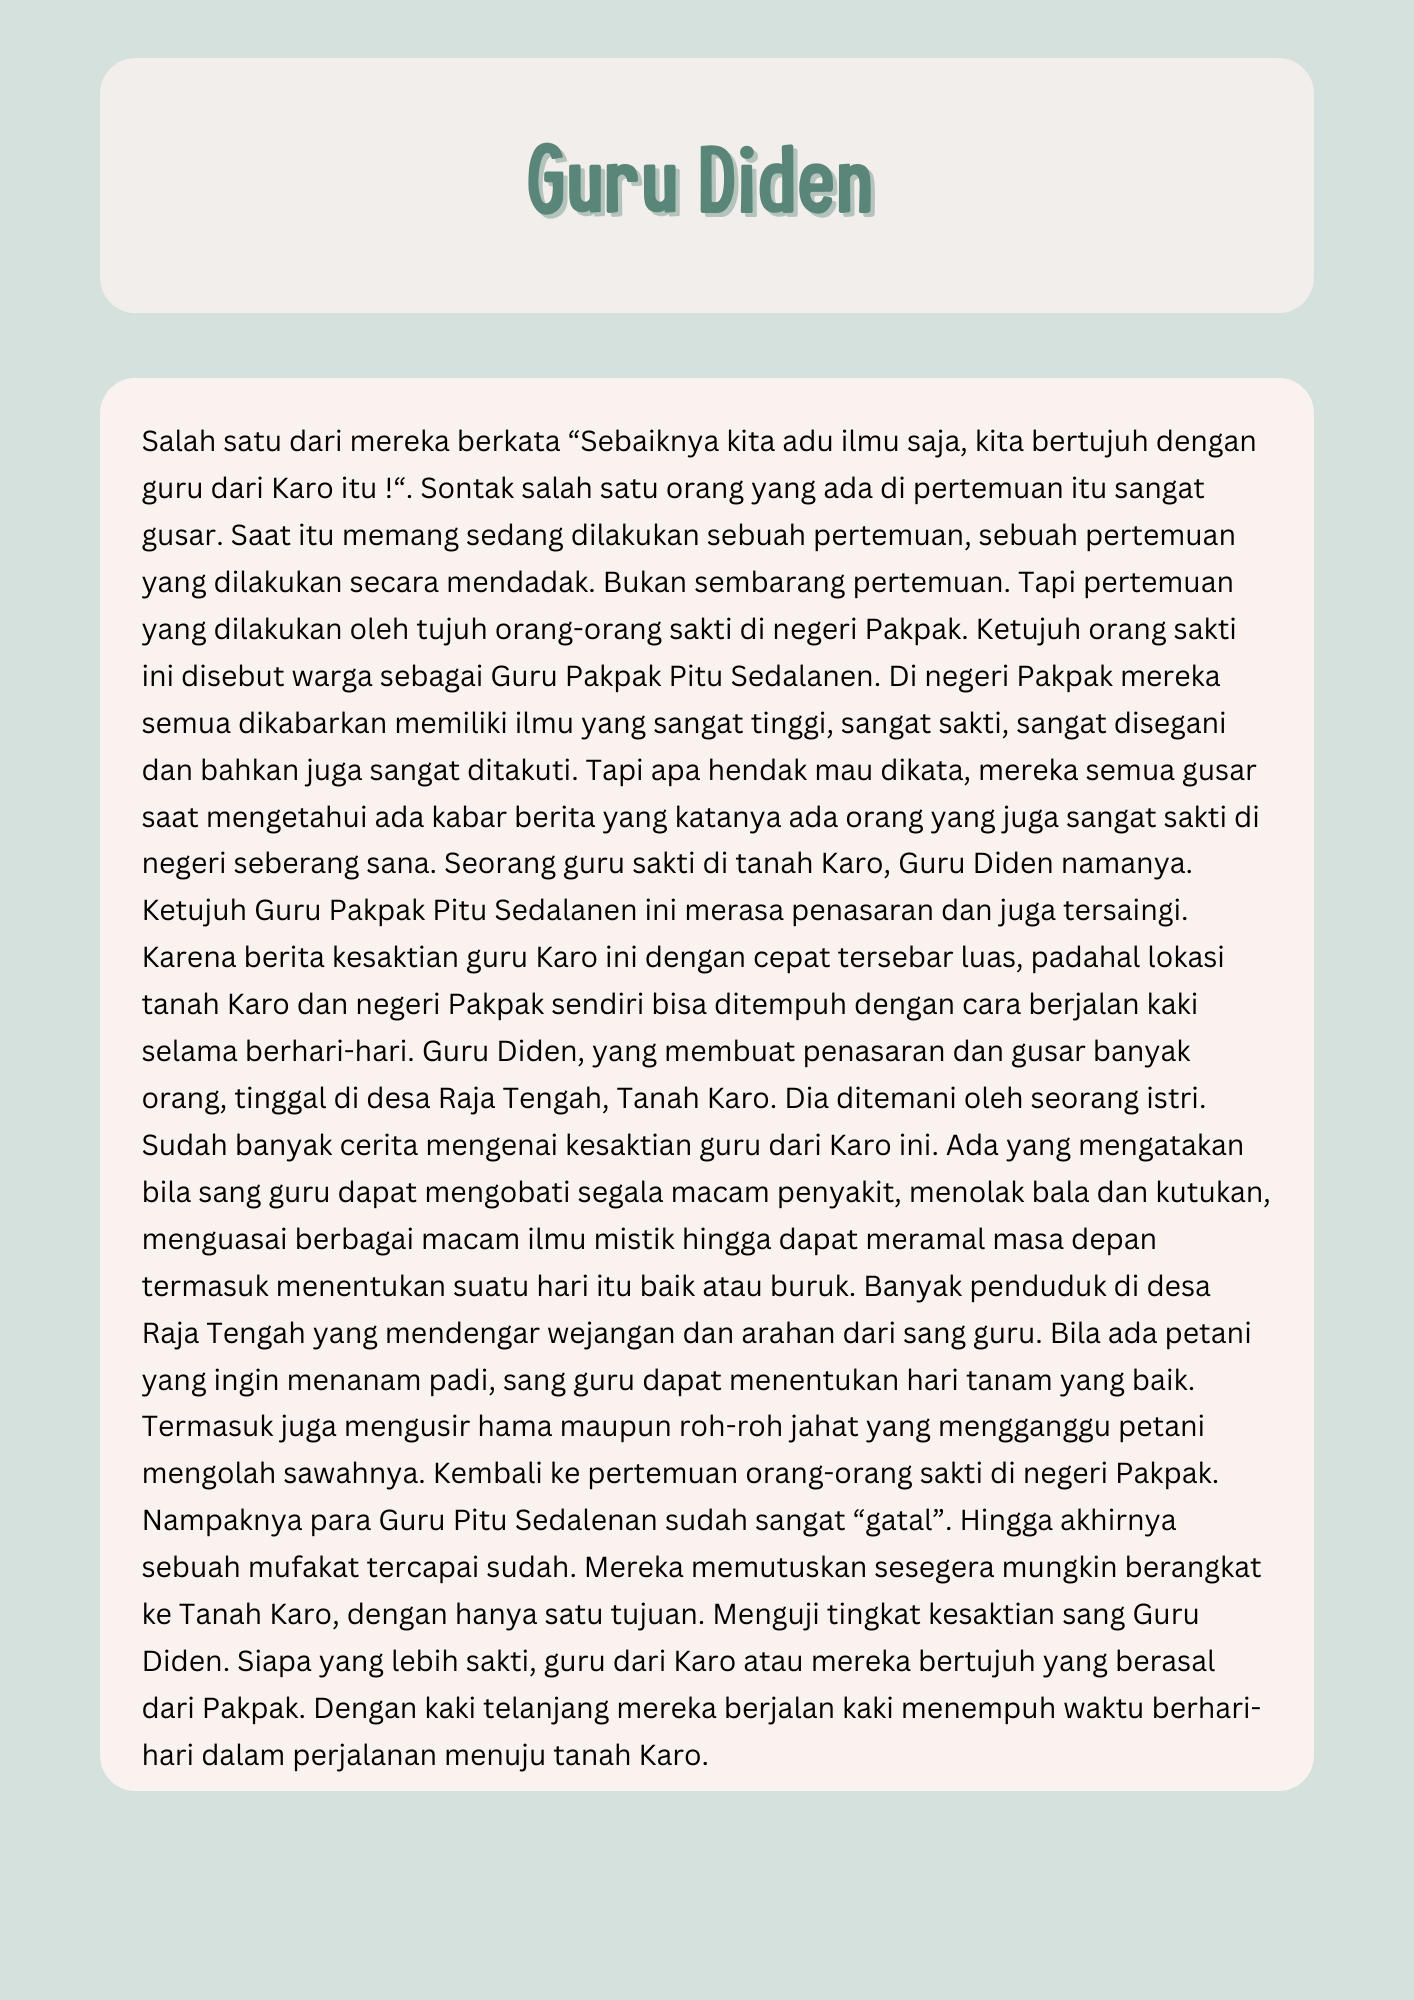 Guru Diden
Salah satu dari mereka berkata “Sebaiknya kita adu ilmu saja, kita bertujuh dengan
guru dari Karo itu !“. Sontak salah satu orang yang ada di pertemuan itu sangat
gusar. Saat itu memang sedang dilakukan sebuah pertemuan, sebuah pertemuan
yang dilakukan secara mendadak. Bukan sembarang pertemuan. Tapi pertemuan
yang dilakukan oleh tujuh orang-orang sakti di negeri Pakpak. Ketujuh orang sakti
ini disebut warga sebagai Guru Pakpak Pitu Sedalanen. Di negeri Pakpak mereka
semua dikabarkan memiliki ilmu yang sangat tinggi, sangat sakti, sangat disegani
dan bahkan juga sangat ditakuti. Tapi apa hendak mau dikata, mereka semua gusar
saat mengetahui ada kabar berita yang katanya ada orang yang juga sangat sakti di
negeri seberang sana. Seorang guru sakti di tanah Karo, Guru Diden namanya.
Ketujuh Guru Pakpak Pitu Sedalanen ini merasa penasaran dan juga tersaingi.
Karena berita kesaktian guru Karo ini dengan cepat tersebar luas, padahal lokasi
tanah Karo dan negeri Pakpak sendiri bisa ditempuh dengan cara berjalan kaki
selama berhari-hari. Guru Diden, yang membuat penasaran dan gusar banyak
orang, tinggal di desa Raja Tengah, Tanah Karo. Dia ditemani oleh seorang istri.
Sudah banyak cerita mengenai kesaktian guru dari Karo ini. Ada yang mengatakan
bila sang guru dapat mengobati segala macam penyakit, menolak bala dan kutukan,
menguasai berbagai macam ilmu mistik hingga dapat meramal masa depan
termasuk menentukan suatu hari itu baik atau buruk. Banyak penduduk di desa
Raja Tengah yang mendengar wejangan dan arahan dari sang guru. Bila ada petani
yang ingin menanam padi, sang guru dapat menentukan hari tanam yang baik.
Termasuk juga mengusir hama maupun roh-roh jahat yang mengganggu petani
mengolah sawahnya. Kembali ke pertemuan orang-orang sakti di negeri Pakpak.
Nampaknya para Guru Pitu Sedalenan sudah sangat “gatal”. Hingga akhirnya
sebuah mufakat tercapai sudah. Mereka memutuskan sesegera mungkin berangkat
ke Tanah Karo, dengan hanya satu tujuan. Menguji tingkat kesaktian sang Guru
Diden. Siapa yang lebih sakti, guru dari Karo atau mereka bertujuh yang berasal
dari Pakpak. Dengan kaki telanjang mereka berjalan kaki menempuh waktu berhari-
hari dalam perjalanan menuju tanah Karo.